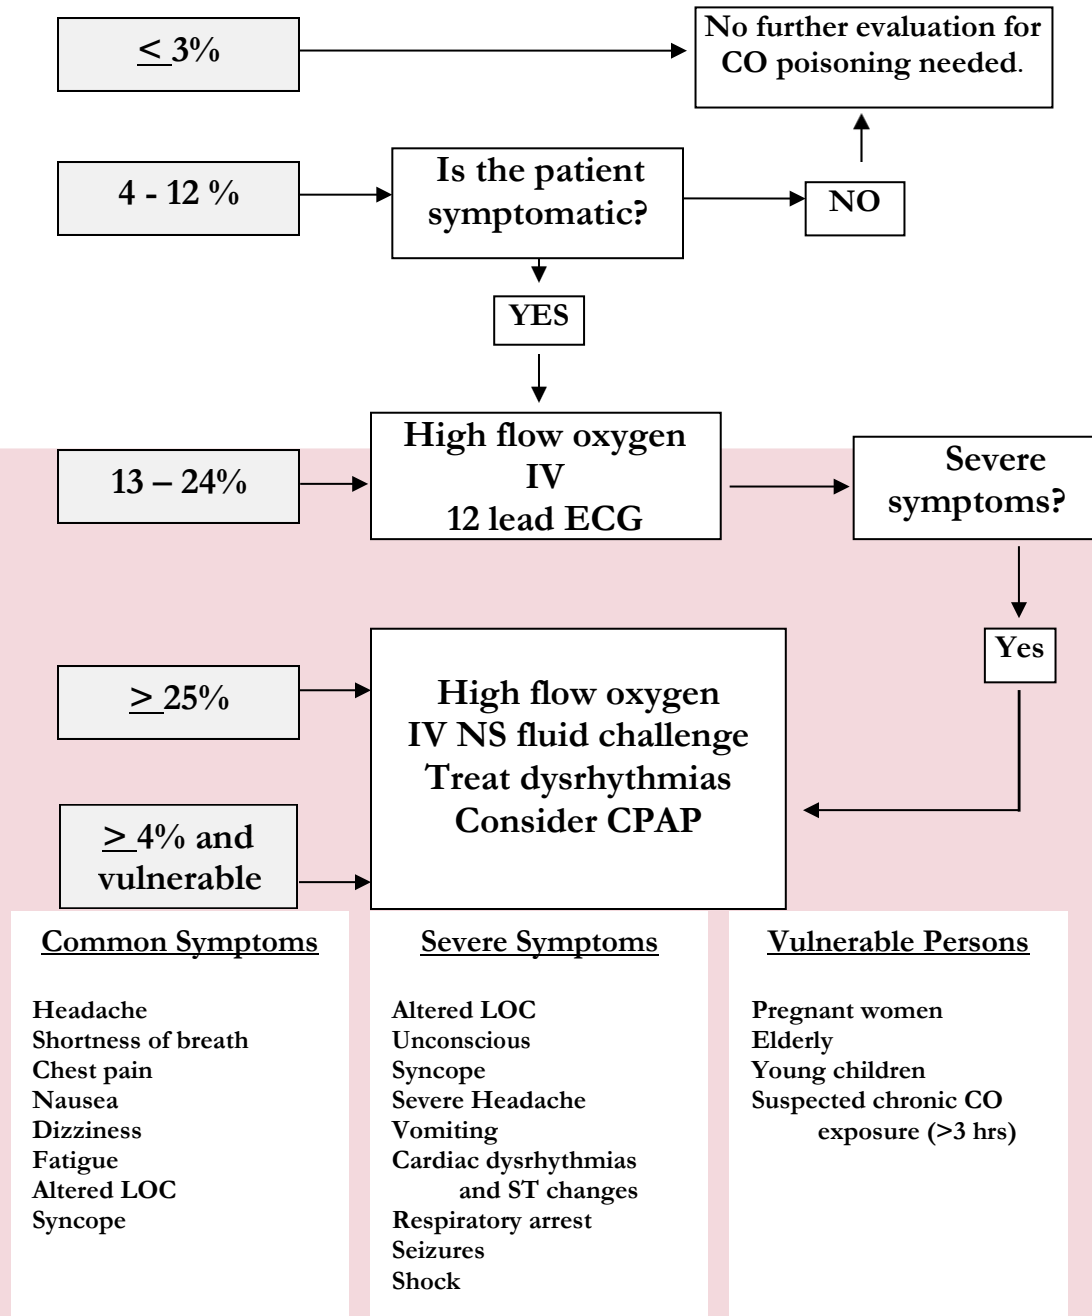 < 3%
No further evaluation for
CO poisoning needed.
4 - 12 %
Is the patient
symptomatic?
NO
YES
13 – 24%
High flow oxygen
IV
12 lead ECG
Severe
symptoms?
Yes
> 25%
High flow oxygen
IV NS fluid challenge
Treat dysrhythmias
Consider CPAP
> 4% and
vulnerable
Common Symptoms
Headache
Shortness of breath
Chest pain
Nausea
Dizziness
Fatigue
Altered LOC
Syncope
Severe Symptoms
Altered LOC
Unconscious
Syncope
Severe Headache
Vomiting
Cardiac dysrhythmias
and ST changes
Respiratory arrest
Seizures
Shock
Vulnerable Persons
Pregnant women
Elderly
Young children
Suspected chronic CO
exposure (>3 hrs)